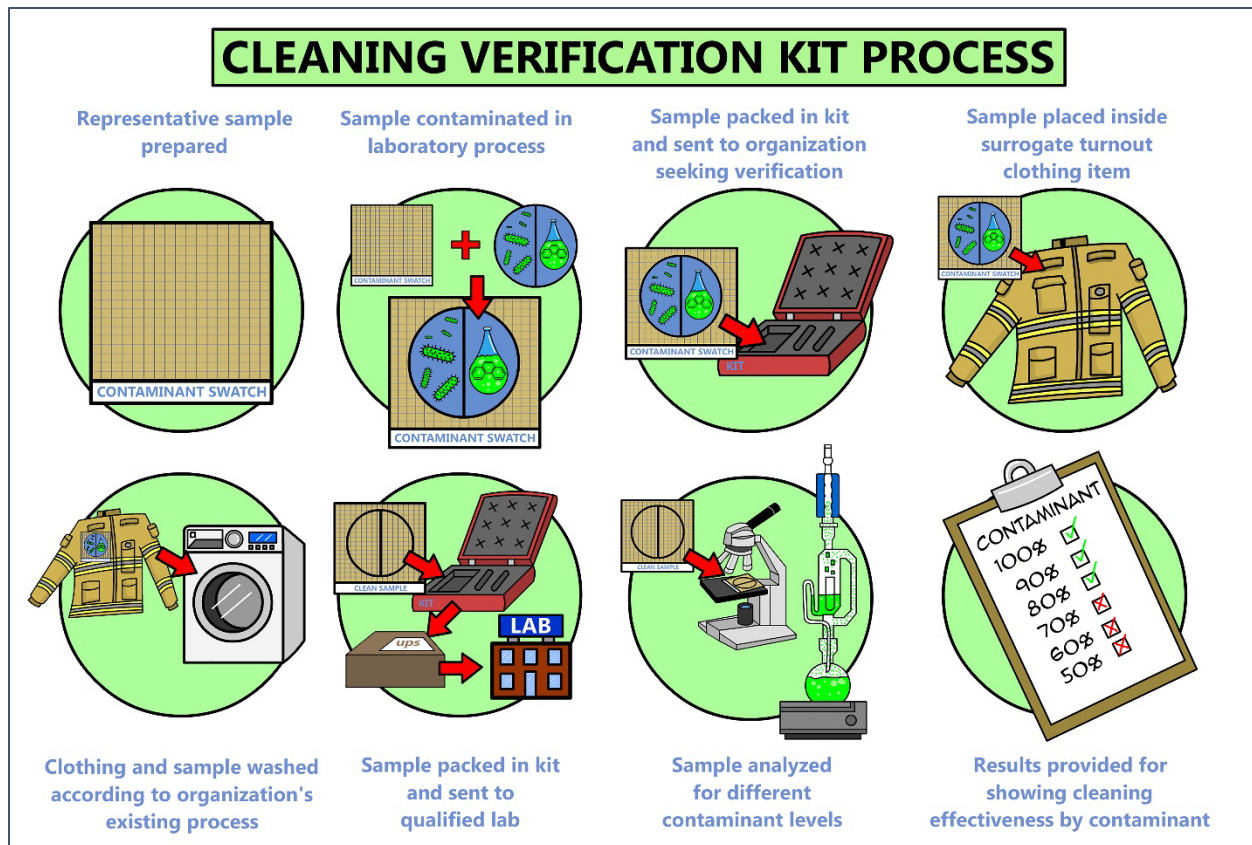 CLEANING VERIFICATION KIT PROCESS
Representative sample
prepared
Sample contaminated in
laboratory process
Sample packed in kit
and sent to organization
seeking verification
Sample placed inside
surrogate turnout
clothing item
CONTAMINANT SWATCH
CONTAMINANT SWATCH
CONTAMINANT SWATCH
CONTAMINANT SWATCH
KIT
CONTAMINANT SWATCH
CLEAN SAMPLE
KIT
ups
LAB
CLEAN SAMPLE
CONTAMINANT
100%
90%
80%
70%
60%
50%
Clothing and sample washed
according to organization's
existing process
Sample packed in kit
and sent to
qualified lab
Sample analyzed
for different
contaminant levels
Results provided for
showing cleaning
effectiveness by contaminant